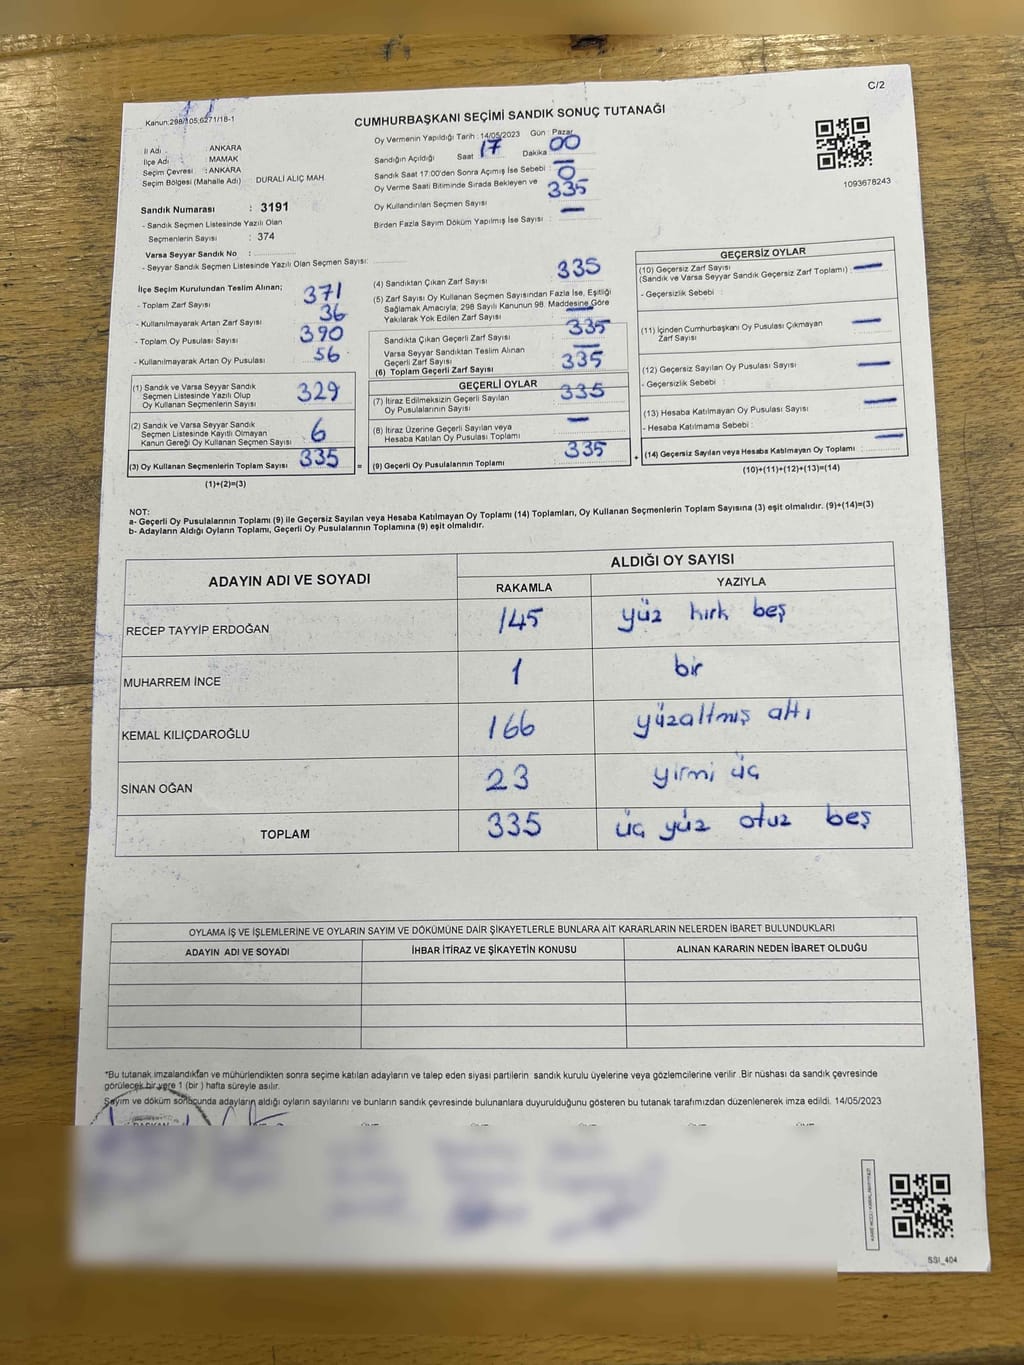 C/2
Kanun:298/105,6271/18-1
CUMHURBAŞKANI SEÇİMİ SANDIK SONUÇ TUTANAĞI
İl Adı : ANKARA
İlçe Adı : MAMAK
Seçim Çevresi : ANKARA
Seçim Bölgesi (Mahalle Adı) DURALİ ALIÇ MAH
Sandık Numarası : 3191
- Sandık Seçmen Listesinde Yazılı Olan
Seçmenlerin Sayısı : 374
Varsa Seyyar Sandık No :
- Seyyar Sandık Seçmen Listesinde Yazılı Olan Seçmen Sayısı:
Oy Vermenin Yapıldığı Tarih : 14/05/2023 Gün : Pazar
Sandığın Açıldığı Saat 17 Dakika 00
Sandık Saat 17:00'den Sonra Açımış İse Sebebi : —
Oy Verme Saati Bitiminde Sırada Bekleyen ve 0
Oy Kullandırılan Seçmen Sayısı 335
Birden Fazla Sayım Döküm Yapılmış İse Sayısı : —
1093678243
İlçe Seçim Kurulundan Teslim Alınan;
- Toplam Zarf Sayısı 371
- Kullanılmayarak Artan Zarf Sayısı 36
- Toplam Oy Pusulası Sayısı 390
- Kullanılmayarak Artan Oy Pusulası 56
(1) Sandık ve Varsa Seyyar Sandık
Seçmen Listesinde Yazılı Olup
Oy Kullanan Seçmenlerin Sayısı 329
(2) Sandık ve Varsa Seyyar Sandık
Seçmen Listesinde Kayıtlı Olmayan
Kanun Gereği Oy Kullanan Seçmen Sayısı 6
(3) Oy Kullanan Seçmenlerin Toplam Sayısı 335 =
(1)+(2)=(3)
(4) Sandıktan Çıkan Zarf Sayısı 335
(5) Zarf Sayısı Oy Kullanan Seçmen Sayısından Fazla İse, Eşitliği
Sağlamak Amacıyla, 298 Sayılı Kanunun 98. Maddesine Göre
Yakılarak Yok Edilen Zarf Sayısı —
Sandıkta Çıkan Geçerli Zarf Sayısı 335
Varsa Seyyar Sandıktan Teslim Alınan
Geçerli Zarf Sayısı —
(6) Toplam Geçerli Zarf Sayısı 335
GEÇERLİ OYLAR
(7) İtiraz Edilmeksizin Geçerli Sayılan
Oy Pusulalarının Sayısı 335
(8) İtiraz Üzerine Geçerli Sayılan veya
Hesaba Katılan Oy Pusulası Toplamı —
(9) Geçerli Oy Pusulalarının Toplamı 335 +
GEÇERSİZ OYLAR
(10) Geçersiz Zarf Sayısı
(Sandık ve Varsa Seyyar Sandık Geçersiz Zarf Toplamı) : —
- Geçersizlik Sebebi :
(11) İçinden Cumhurbaşkanı Oy Pusulası Çıkmayan
Zarf Sayısı —
(12) Geçersiz Sayılan Oy Pusulası Sayısı —
- Geçersizlik Sebebi :
(13) Hesaba Katılmayan Oy Pusulası Sayısı —
- Hesaba Katılmama Sebebi :
(14) Geçersiz Sayılan veya Hesaba Katılmayan Oy Toplamı : —
(10)+(11)+(12)+(13)=(14)
NOT:
a- Geçerli Oy Pusulalarının Toplamı (9) ile Geçersiz Sayılan veya Hesaba Katılmayan Oy Toplamı (14) Toplamları, Oy Kullanan Seçmenlerin Toplam Sayısına (3) eşit olmalıdır. (9)+(14)=(3)
b- Adayların Aldığı Oyların Toplamı, Geçerli Oy Pusulalarının Toplamına (9) eşit olmalıdır.
ADAYIN ADI VE SOYADI ALDIĞI OY SAYISI
RAKAMLA YAZIYLA
RECEP TAYYİP ERDOĞAN 145 yüz kırk beş
MUHARREM İNCE 1 bir
KEMAL KILIÇDAROĞLU 166 yüzaltmış altı
SİNAN OĞAN 23 yirmi üç
TOPLAM 335 üç yüz otuz beş
OYLAMA İŞ VE İŞLEMLERİNE VE OYLARIN SAYIM VE DÖKÜMÜNE DAİR ŞİKAYETLERLE BUNLARA AİT KARARLARIN NELERDEN İBARET BULUNDUKLARI
ADAYIN ADI VE SOYADI İHBAR İTİRAZ VE ŞİKAYETİN KONUSU ALINAN KARARIN NEDEN İBARET OLDUĞU
*Bu tutanak imzalandıktan ve mühürlendikten sonra seçime katılan adayların ve talep eden siyasi partilerin sandık kurulu üyelerine veya gözlemcilerine verilir .Bir nüshası da sandık çevresinde
görülecek bir yere 1 (bir ) hafta süreyle asılır.
Sayım ve döküm sonucunda adayların aldığı oyların sayılarını ve bunların sandık çevresinde bulunanlara duyurulduğunu gösteren bu tutanak tarafımızdan düzenlenerek imza edildi. 14/05/2023
BAŞKAN
SSİ_404